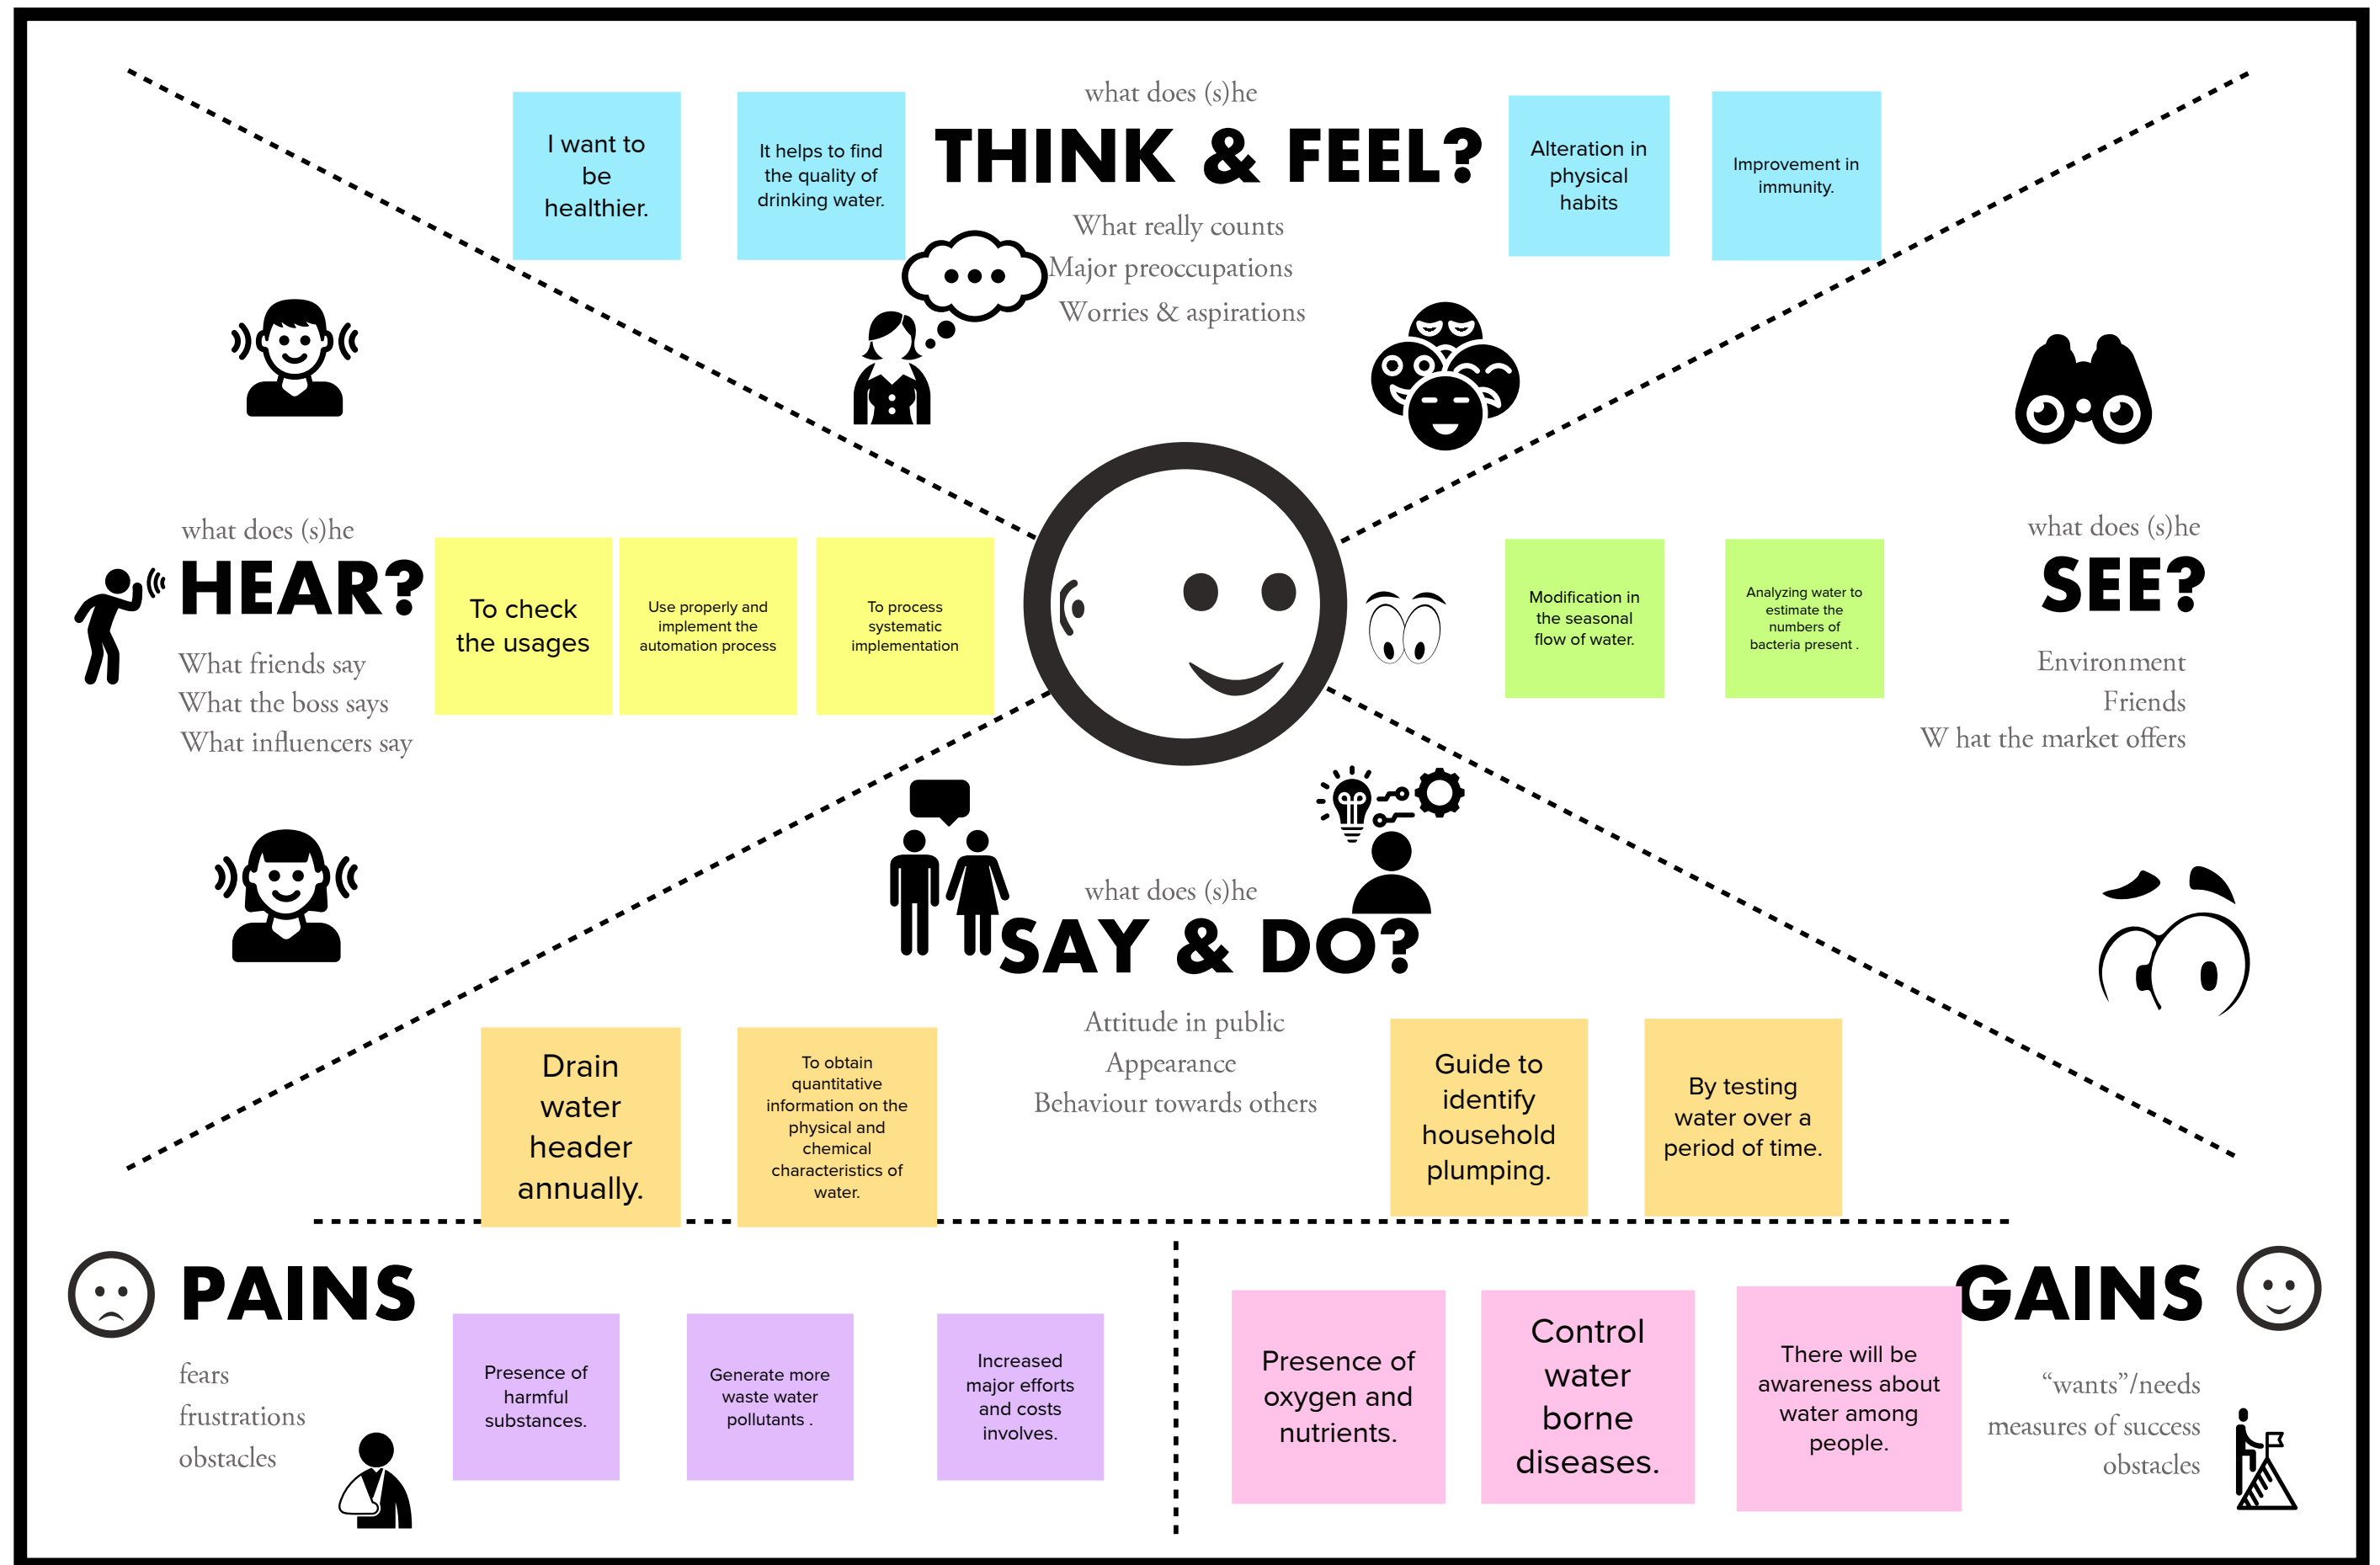 what does (s)he
THINK & FEEL?
What really counts
Major preoccupations
Worries & aspirations
I want to
be
healthier.
It helps to find
the quality of
drinking water.
Alteration in
physical
habits
Improvement in
immunity.
what does (s)he
HEAR?
What friends say
What the boss says
What influencers say
To check
the usages
Use properly and
implement the
automation process
To process
systematic
implementation
Modification in
the seasonal
flow of water.
Analyzing water to
estimate the
numbers of
bacteria present .
what does (s)he
SEE?
Environment
Friends
W hat the market offers
what does (s)he
SAY & DO?
Attitude in public
Appearance
Behaviour towards others
Drain
water
header
annually.
To obtain
quantitative
information on the
physical and
chemical
characteristics of
water.
Guide to
identify
household
plumping.
By testing
water over a
period of time.
PAINS
fears
frustrations
obstacles
Presence of
harmful
substances.
Generate more
waste water
pollutants .
Increased
major efforts
and costs
involves.
Presence of
oxygen and
nutrients.
Control
water
borne
diseases.
There will be
awareness about
water among
people.
GAINS
“wants”/needs
measures of success
obstacles